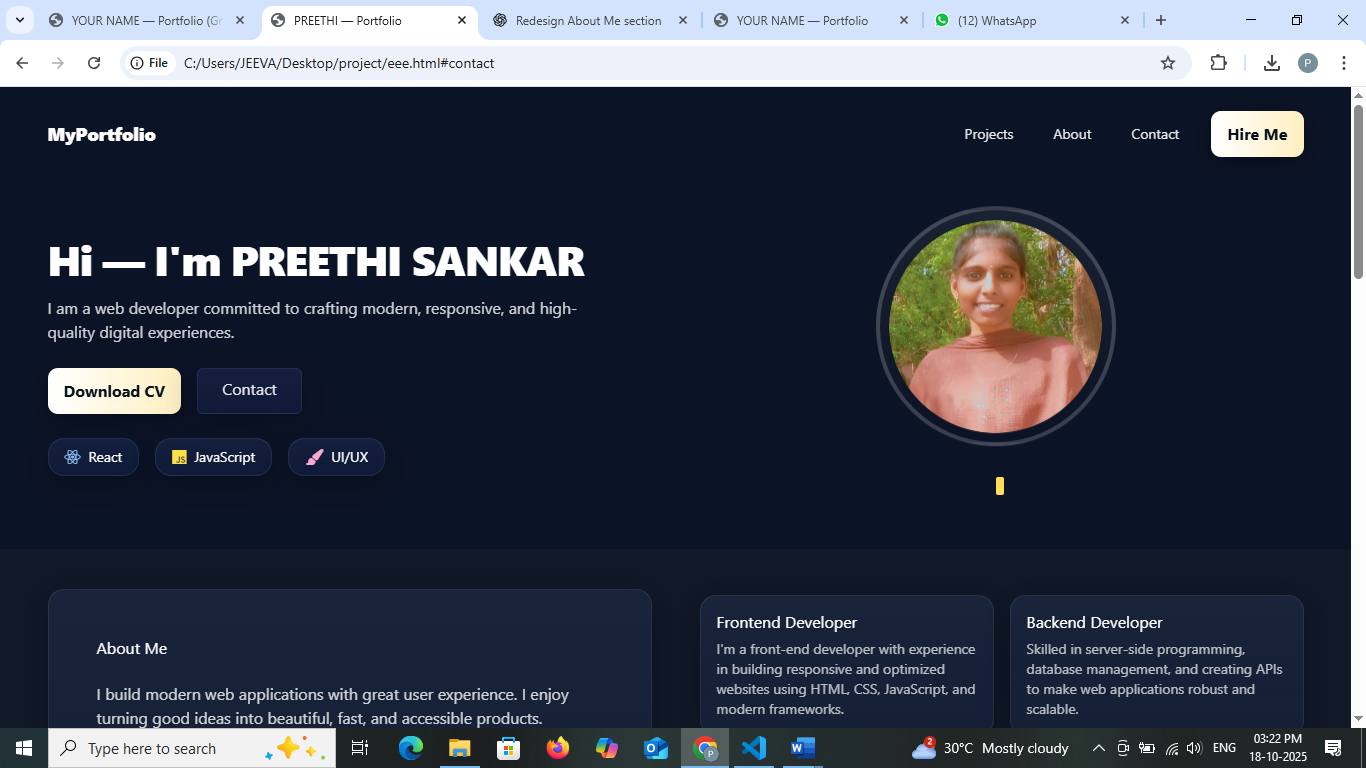 YOUR NAME — Portfolio (Gr
PREETHI — Portfolio
Redesign About Me section
YOUR NAME — Portfolio
(12) WhatsApp
File
C:/Users/JEEVA/Desktop/project/eee.html#contact
P
MyPortfolio
Projects
About
Contact
Hire Me
Hi — I'm PREETHI SANKAR
I am a web developer committed to crafting modern, responsive, and high-
quality digital experiences.
Download CV
Contact
React
JS
JavaScript
UI/UX
About Me
I build modern web applications with great user experience. I enjoy
turning good ideas into beautiful, fast, and accessible products.
Frontend Developer
I'm a front-end developer with experience
in building responsive and optimized
websites using HTML, CSS, JavaScript, and
modern frameworks.
Backend Developer
Skilled in server-side programming,
database management, and creating APIs
to make web applications robust and
scalable.
Type here to search
P
W
2
30°C Mostly cloudy
ENG
03:22 PM
18-10-2025